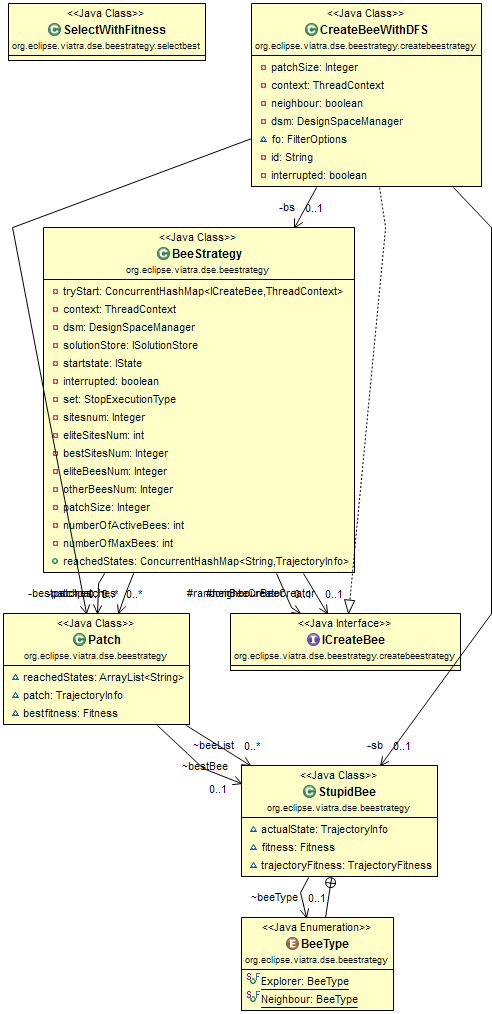 <<Java Class>>
SelectWithFitness
org.eclipse.viatra.dse.beestrategy.selectbest
<<Java Class>>
CreateBeeWithDFS
org.eclipse.viatra.dse.beestrategy.createbeestrategy
patchSize: Integer
context: ThreadContext
neighbour: boolean
dsm: DesignSpaceManager
fo: FilterOptions
id: String
interrupted: boolean
-bs 0..1
<<Java Class>>
BeeStrategy
org.eclipse.viatra.dse.beestrategy
tryStart: ConcurrentHashMap<ICreateBee,ThreadContext>
context: ThreadContext
dsm: DesignSpaceManager
solutionStore: ISolutionStore
startstate: IState
interrupted: boolean
set: StopExecutionType
sitesnum: Integer
eliteSitesNum: int
bestSitesNum: Integer
eliteBeesNum: Integer
otherBeesNum: Integer
patchSize: Integer
numberOfActiveBees: int
numberOfMaxBees: int
reachedStates: ConcurrentHashMap<String,TrajectoryInfo>
0..*
0..1
<<Java Class>>
Patch
org.eclipse.viatra.dse.beestrategy
reachedStates: ArrayList<String>
patch: TrajectoryInfo
bestfitness: Fitness
<<Java Interface>>
ICreateBee
org.eclipse.viatra.dse.beestrategy.createbeestrategy
~beeList 0..*
~bestBee
0..1
-sb 0..1
<<Java Class>>
StupidBee
org.eclipse.viatra.dse.beestrategy
actualState: TrajectoryInfo
fitness: Fitness
trajectoryFitness: TrajectoryFitness
~beeType 0..1
<<Java Enumeration>>
BeeType
org.eclipse.viatra.dse.beestrategy
Explorer: BeeType
Neighbour: BeeType